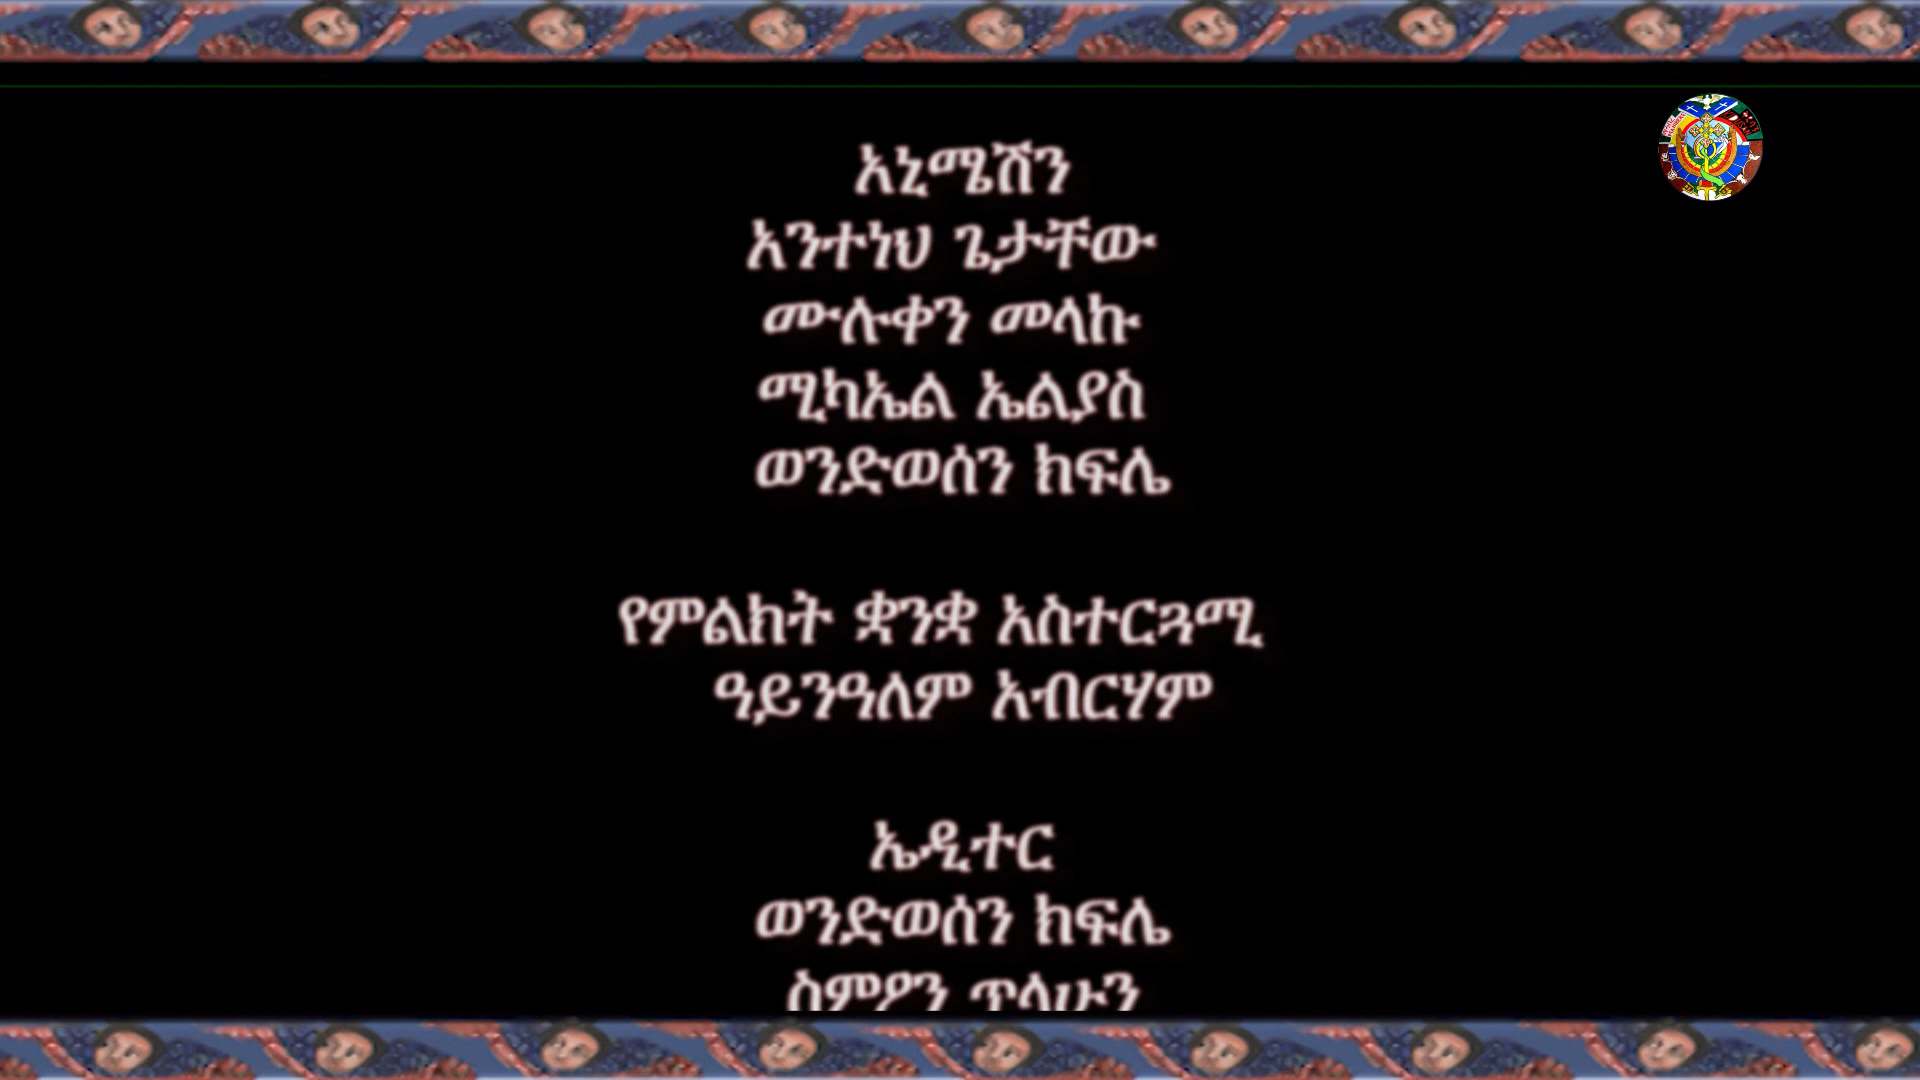 አኒሜሽን
አንተነህ ጌታቸው
ሙሉቀን መላኩ
ሚካኤል ኤልያስ
ወንድወሰን ክፍሌ
የምልክት ቋንቋ አስተርጓሚ
ዓይንዓለም አብርሃም
ኤዲተር
ወንድወሰን ክፍሌ
ስምዖን ጥላሁን